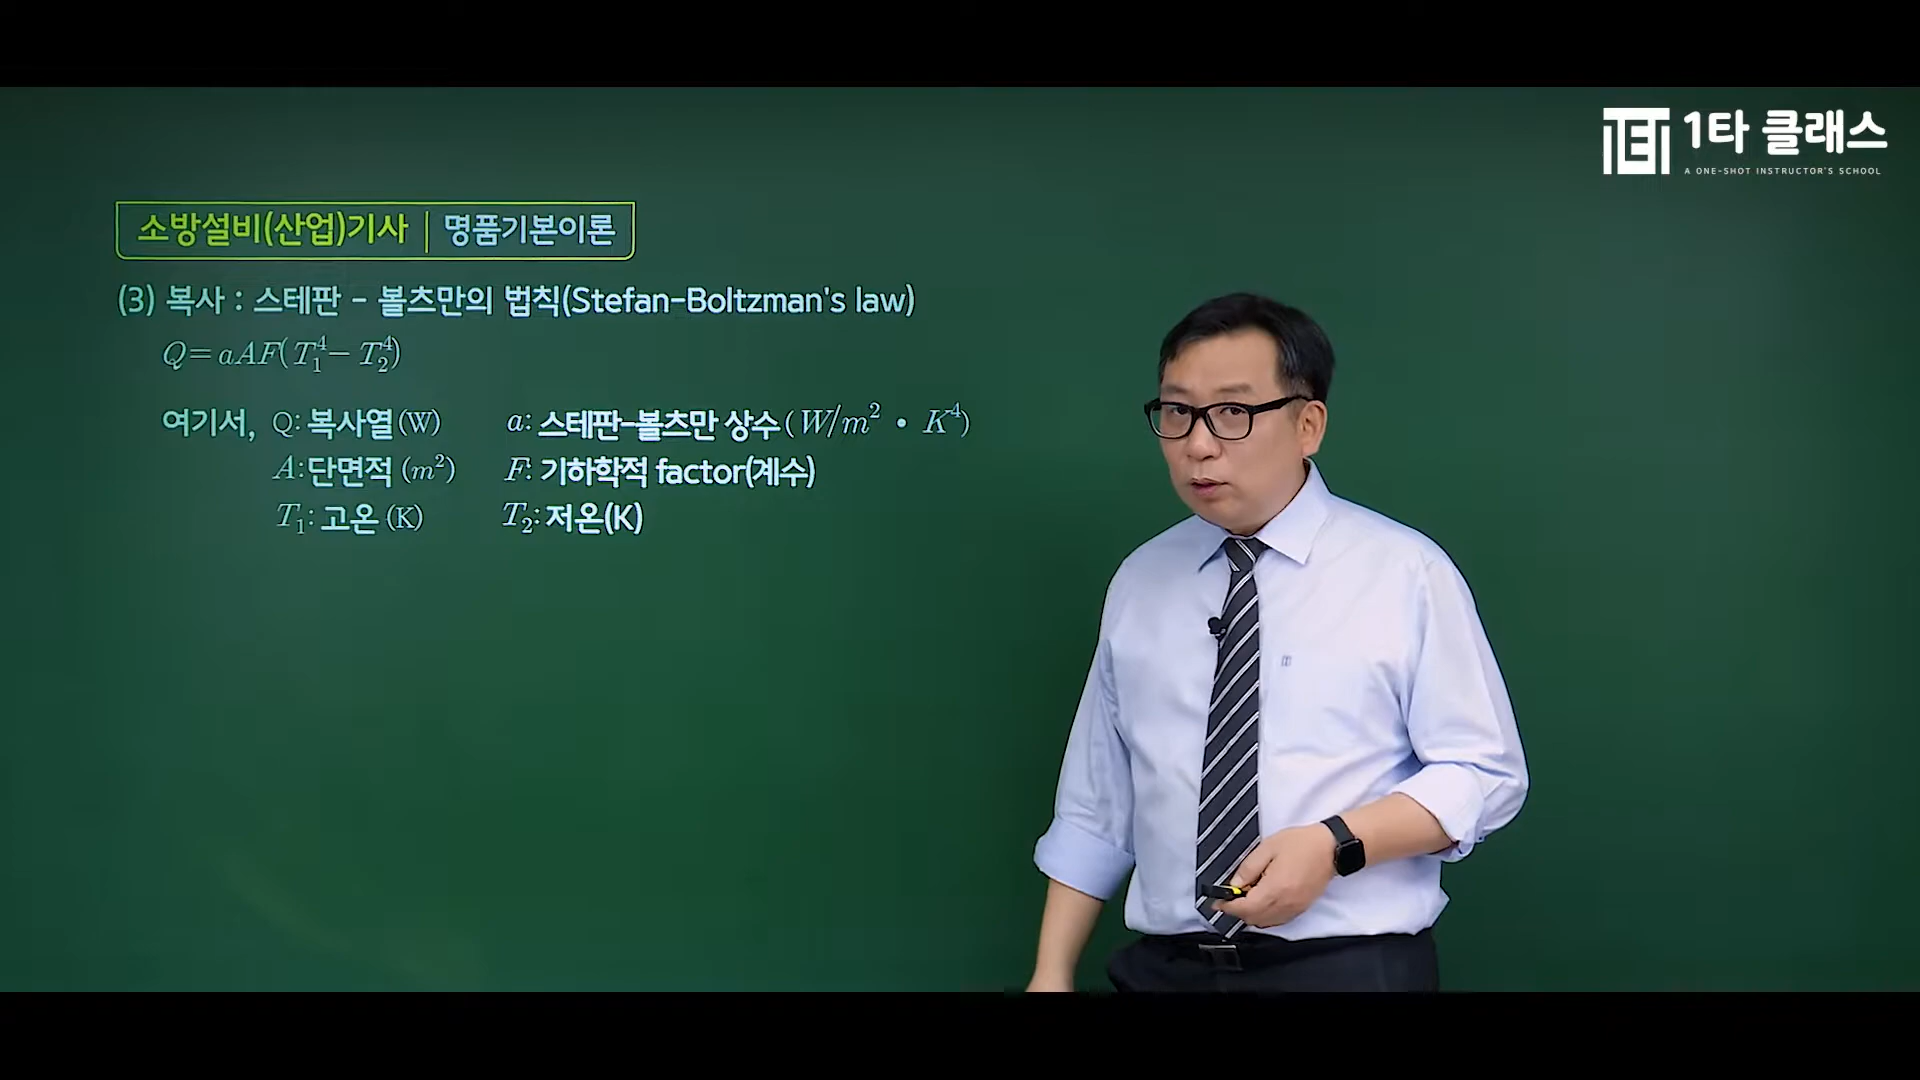 1타 클래스
A ONE-SHOT INSTRUCTOR'S SCHOOL
소방설비(산업)기사 | 명품기본이론
(3) 복사 : 스테판 - 볼츠만의 법칙(Stefan-Boltzman's law)
Q = aAF(T₁⁴ − T₂⁴)
여기서, Q: 복사열(W) a: 스테판-볼츠만 상수(W/m² • K⁴)
A: 단면적 (m²) F: 기하학적 factor(계수)
T₁: 고온 (K) T₂: 저온(K)